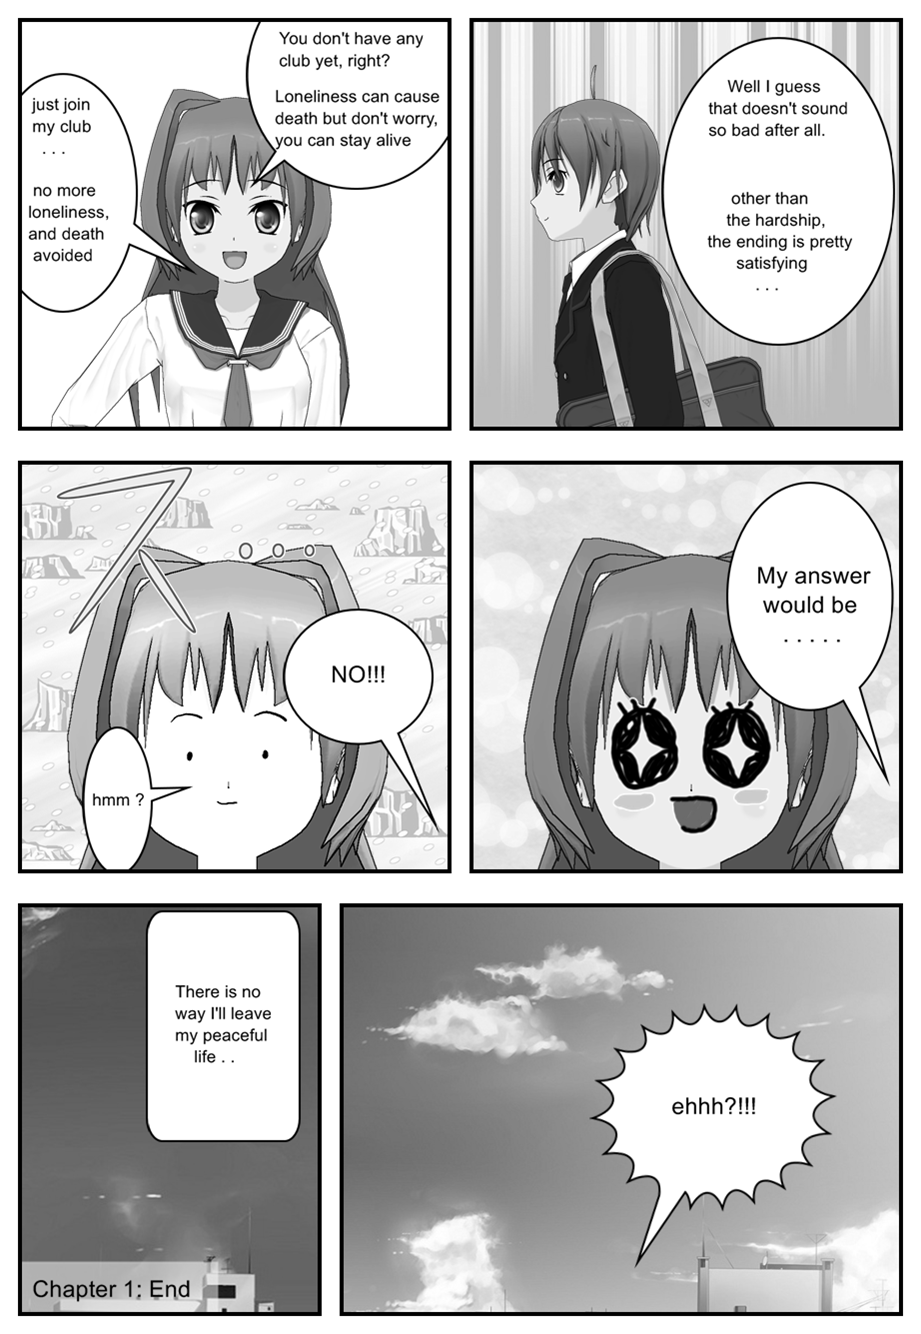 Well I guess
that doesn't sound
so bad after all.
other than
the hardship,
the ending is pretty
satisfying
. . .
You don't have any
club yet, right?
Loneliness can cause
death but don't worry,
you can stay alive
just join
my club
. . .
no more
loneliness,
and death
avoided
My answer
would be
. . . . .
ス
NO!!!
hmm ?
ehhh?!!!
There is no
way I'll leave
my peaceful
life . .
Chapter 1: End